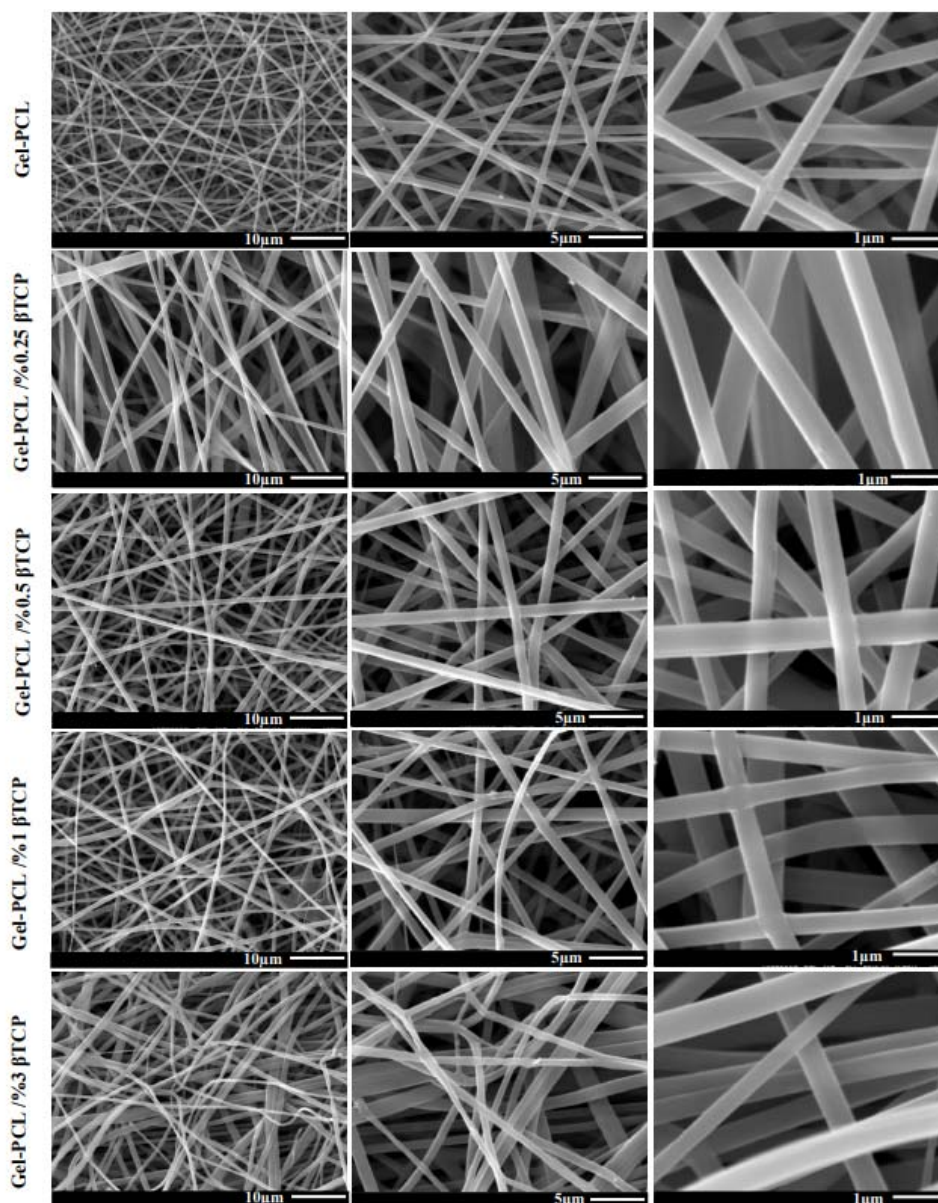 Gel-PCL
10µm
5µm
1µm
Gel-PCL /%0.25 βTCP
10µm
5µm
1µm
Gel-PCL /%0.5 βTCP
10µm
5µm
1µm
Gel-PCL /%1 βTCP
10µm
5µm
1µm
Gel-PCL /%3 βTCP
10µm
5µm
1µm